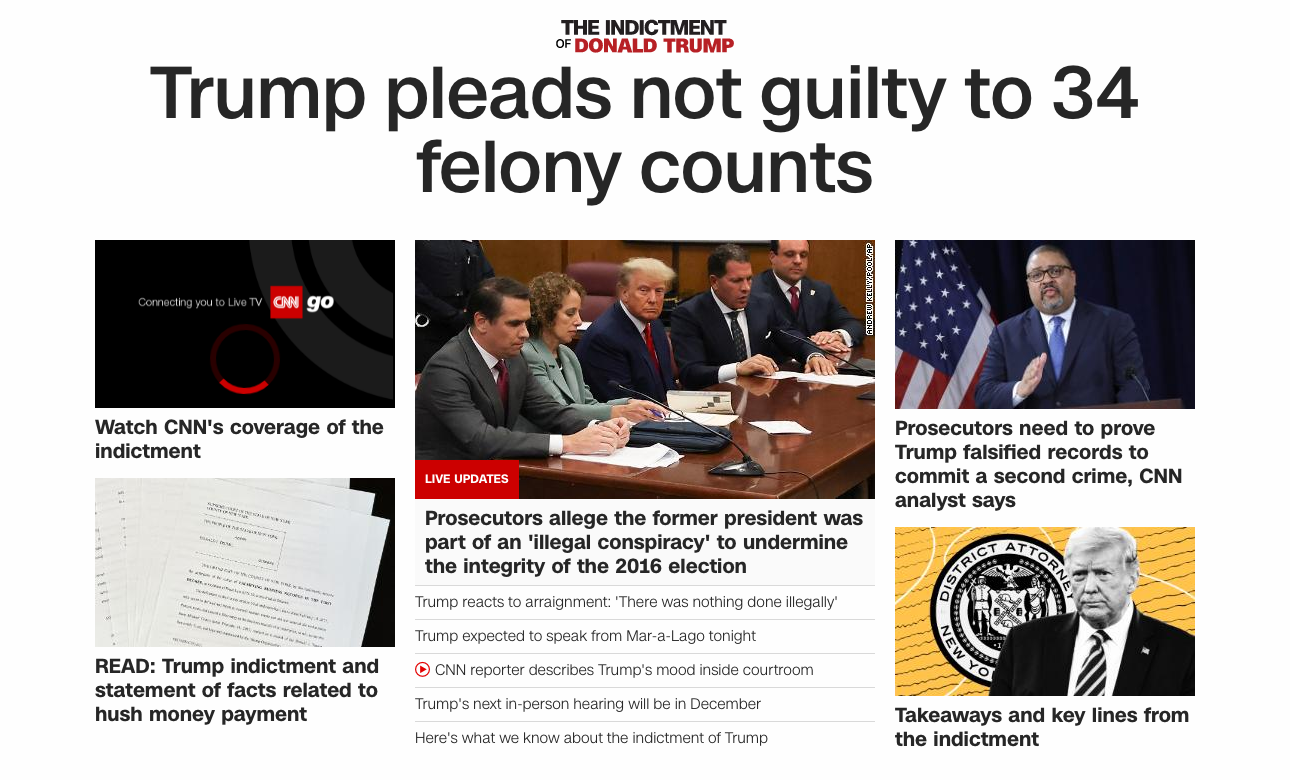 THE INDICTMENT
OF DONALD TRUMP
Trump pleads not guilty to 34
felony counts
Connecting you to Live TV CNN go
Watch CNN's coverage of the
indictment
READ: Trump indictment and
statement of facts related to
hush money payment
ANDREW KELLY/POOL/AP
LIVE UPDATES
Prosecutors allege the former president was
part of an 'illegal conspiracy' to undermine
the integrity of the 2016 election
Trump reacts to arraignment: 'There was nothing done illegally'
Trump expected to speak from Mar-a-Lago tonight
CNN reporter describes Trump's mood inside courtroom
Trump's next in-person hearing will be in December
Here's what we know about the indictment of Trump
Prosecutors need to prove
Trump falsified records to
commit a second crime, CNN
analyst says
DISTRICT ATTORNEY
NEW YO
Takeaways and key lines from
the indictment